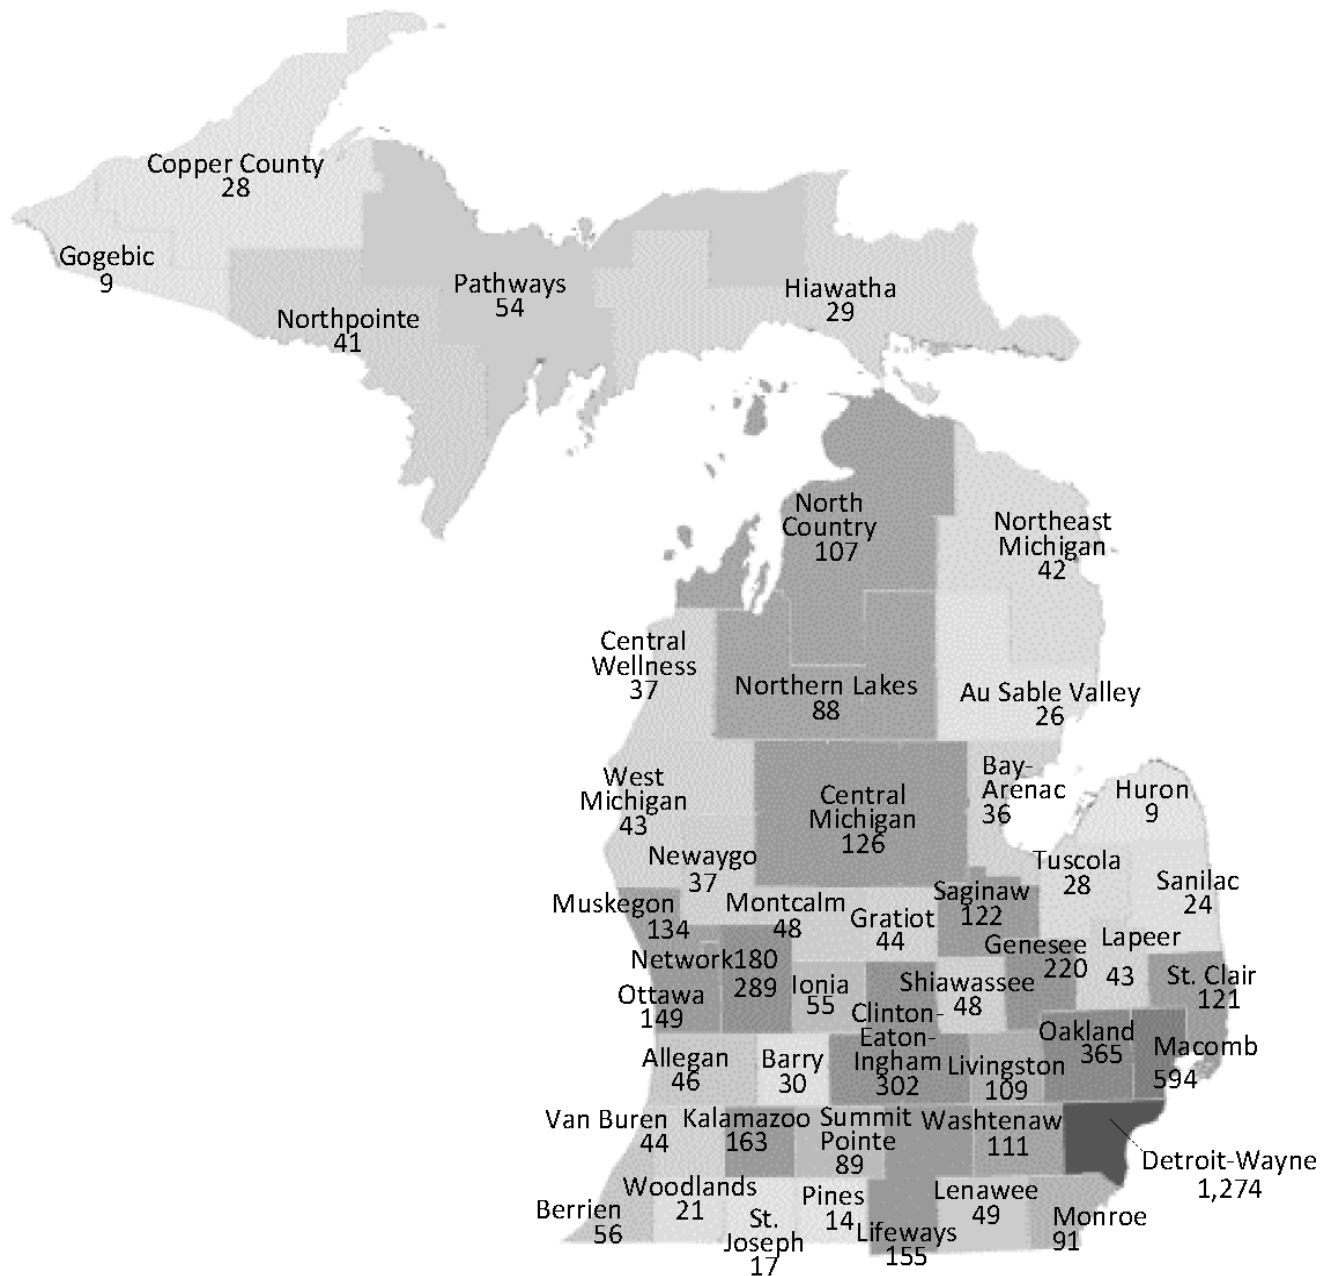 Copper County
28
Gogebic
9
Northpointe
41
Pathways
54
Hiawatha
29
North
Country
107
Northeast
Michigan
42
Central
Wellness
37
Northern Lakes
88
Au Sable Valley
26
West
Michigan
43
Central
Michigan
126
Bay-
Arenac
36
Huron
9
Newaygo
37
Tuscola
28
Sanilac
24
Muskegon
134
Montcalm
48
Gratiot
44
Saginaw
122
Genesee
220
Lapeer
43
St. Clair
121
Network180
289
Ottawa
149
Ionia
55
Shiawassee
48
Clinton-
Eaton-
Ingham
302
Livingston
109
Oakland
365
Macomb
594
Allegan
46
Barry
30
Van Buren
44
Kalamazoo
163
Summit
Pointe
89
Washtenaw
111
Detroit-Wayne
1,274
Berrien
56
Woodlands
21
St.
Joseph
17
Pines
14
Lifeways
155
Lenawee
49
Monroe
91